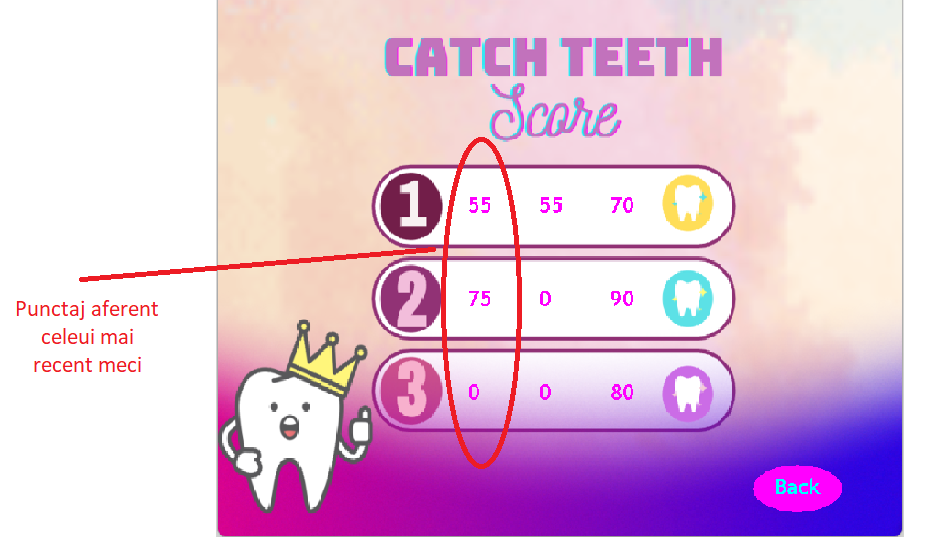 CATCH TEETH
Score
1 55 55 70
2 75 0 90
3 0 0 80
Punctaj aferent
celeui mai
recent meci
Back